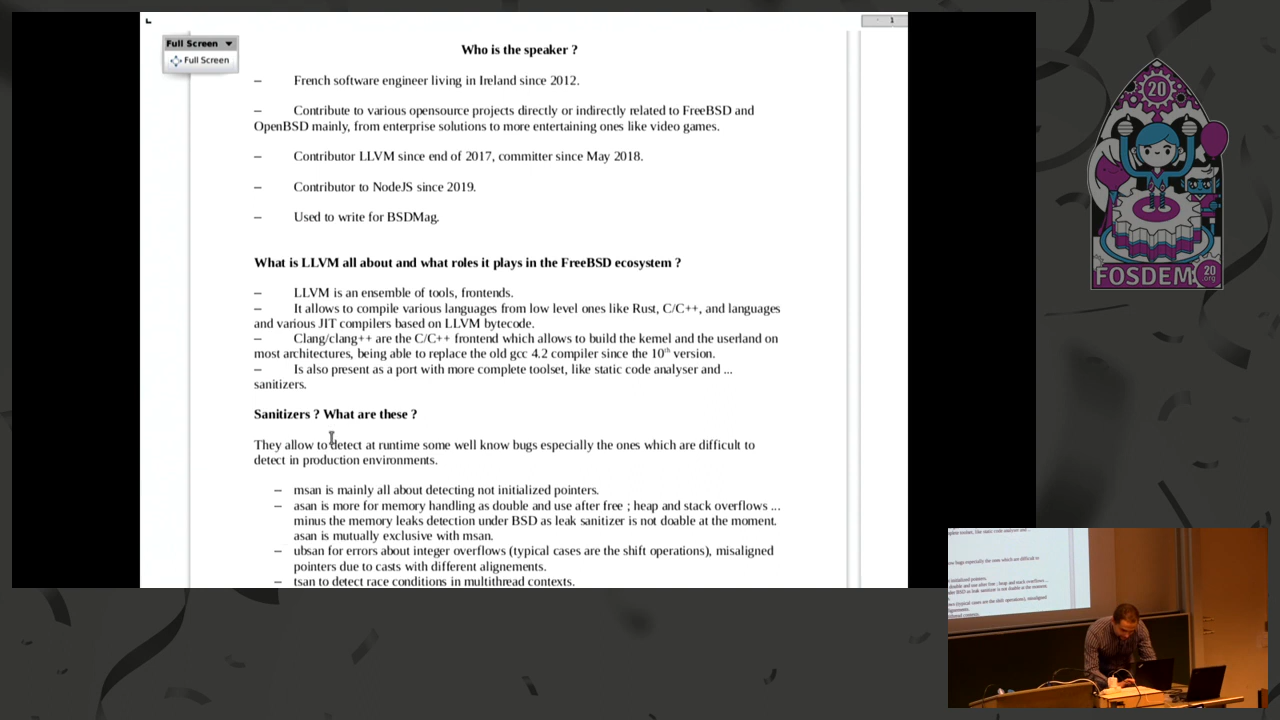 1
Full Screen
Full Screen
Who is the speaker ?
– French software engineer living in Ireland since 2012.
– Contribute to various opensource projects directly or indirectly related to FreeBSD and
OpenBSD mainly, from enterprise solutions to more entertaining ones like video games.
– Contributor LLVM since end of 2017, committer since May 2018.
– Contributor to NodeJS since 2019.
– Used to write for BSDMag.
What is LLVM all about and what roles it plays in the FreeBSD ecosystem ?
– LLVM is an ensemble of tools, frontends.
– It allows to compile various languages from low level ones like Rust, C/C++, and languages
and various JIT compilers based on LLVM bytecode.
– Clang/clang++ are the C/C++ frontend which allows to build the kernel and the userland on
most architectures, being able to replace the old gcc 4.2 compiler since the 10th version.
– Is also present as a port with more complete toolset, like static code analyser and ...
sanitizers.
Sanitizers ? What are these ?
They allow to detect at runtime some well know bugs especially the ones which are difficult to
detect in production environments.
– msan is mainly all about detecting not initialized pointers.
– asan is more for memory handling as double and use after free ; heap and stack overflows ...
minus the memory leaks detection under BSD as leak sanitizer is not doable at the moment.
asan is mutually exclusive with msan.
– ubsan for errors about integer overflows (typical cases are the shift operations), misaligned
pointers due to casts with different alignements.
– tsan to detect race conditions in multithread contexts.
20
FOSDEM
20
.org